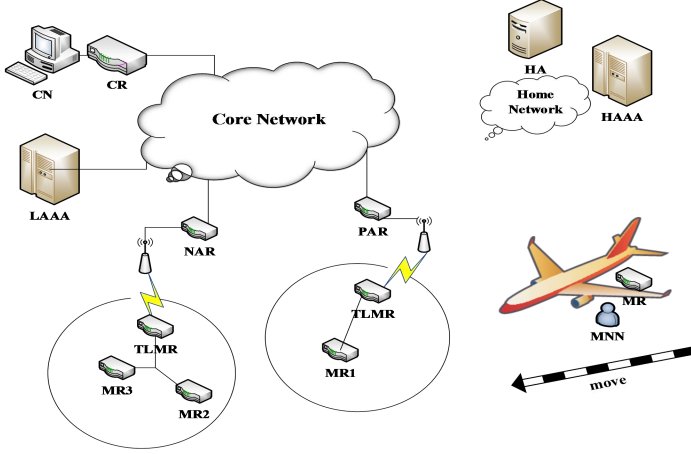 CN
CR
Core Network
HA
Home
Network
HAAA
LAAA
NAR
PAR
TLMR
MR3
MR2
TLMR
MR1
MR
MNN
move